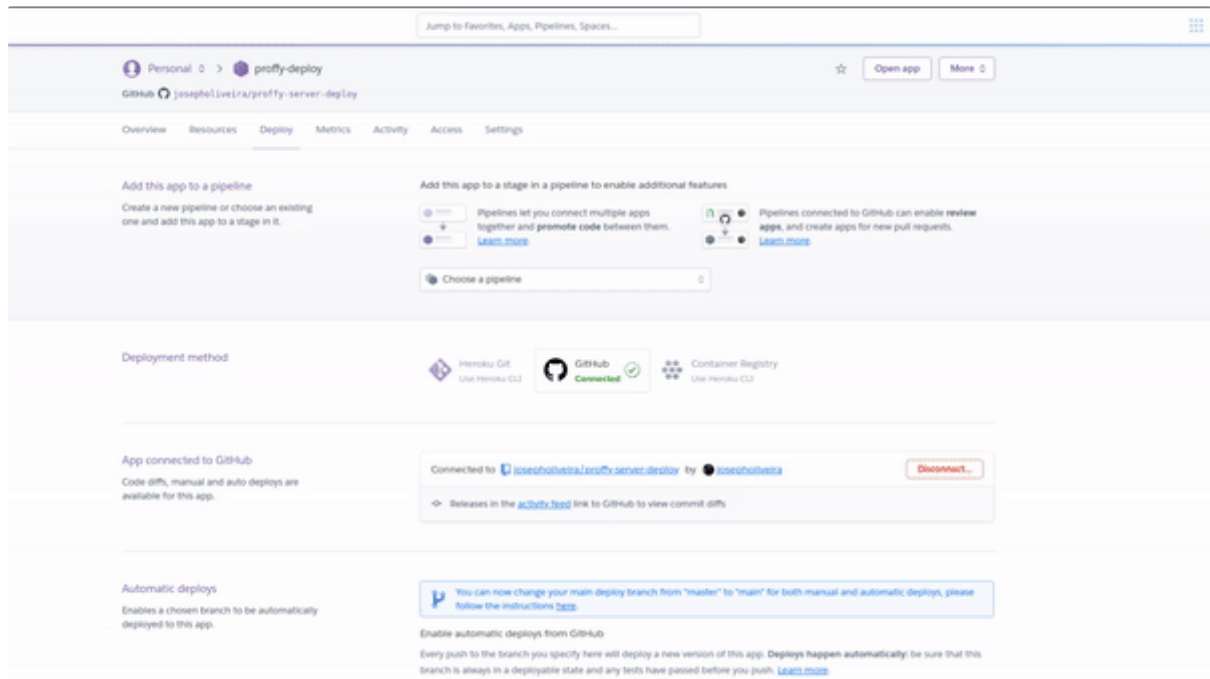 Jump to Favorites, Apps, Pipelines, Spaces...
Personal > proffy-deploy
Open app
More
GitHub josepholiveira/proffy-server-deploy
Overview Resources Deploy Metrics Activity Access Settings
Add this app to a pipeline
Create a new pipeline or choose an existing
one and add this app to a stage in it.
Add this app to a stage in a pipeline to enable additional features
Pipelines let you connect multiple apps
together and promote code between them.
Learn more.
Pipelines connected to GitHub can enable review
apps, and create apps for new pull requests.
Learn more.
Choose a pipeline
Deployment method
Heroku Git
Use Heroku CLI
GitHub
Connected
Container Registry
Use Heroku CLI
App connected to GitHub
Code diffs, manual and auto deploys are
available for this app.
Connected to josepholiveira/proffy-server-deploy by josepholiveira
Disconnect...
Releases in the activity feed link to GitHub to view commit diffs
Automatic deploys
Enables a chosen branch to be automatically
deployed to this app.
You can now change your main deploy branch from "master" to "main" for both manual and automatic deploys, please
follow the instructions here.
Enable automatic deploys from GitHub
Every push to the branch you specify here will deploy a new version of this app. Deploys happen automatically: be sure that this
branch is always in a deployable state and any tests have passed before you push. Learn more.